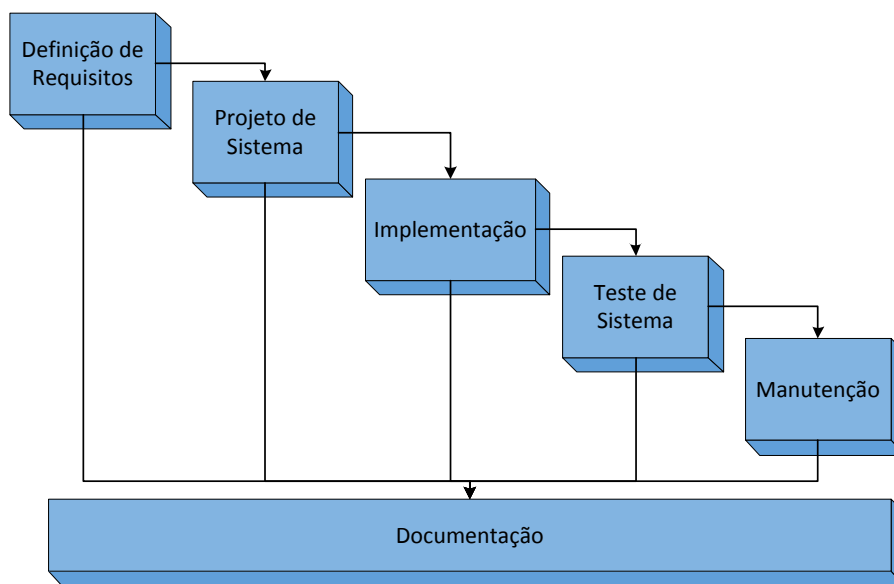 Definição de
Requisitos
Projeto de
Sistema
Implementação
Teste de
Sistema
Manutenção
Documentação